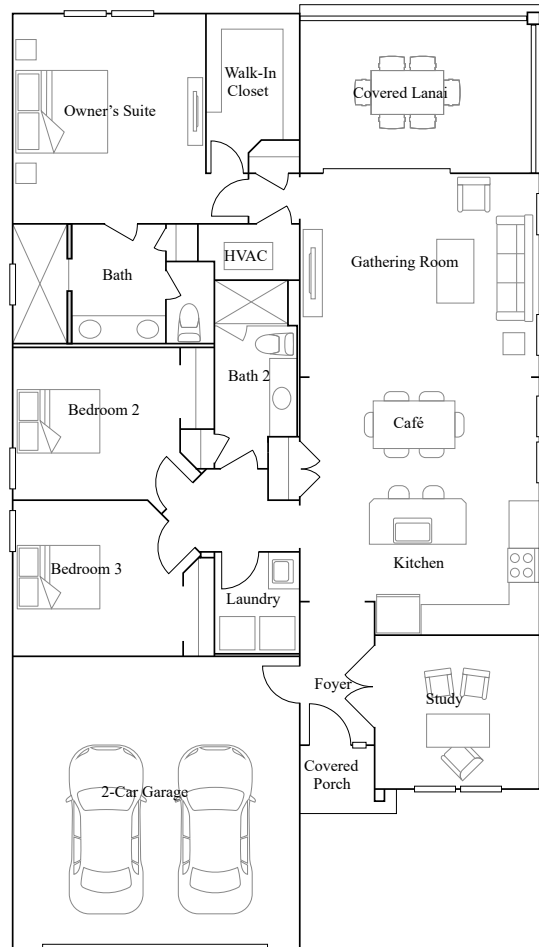 Walk-In
Closet
Owner's Suite
Covered Lanai
HVAC
Gathering Room
Bath
Bath 2
Bedroom 2
Café
Kitchen
Bedroom 3
Laundry
Foyer
Study
Covered
Porch
2-Car Garage